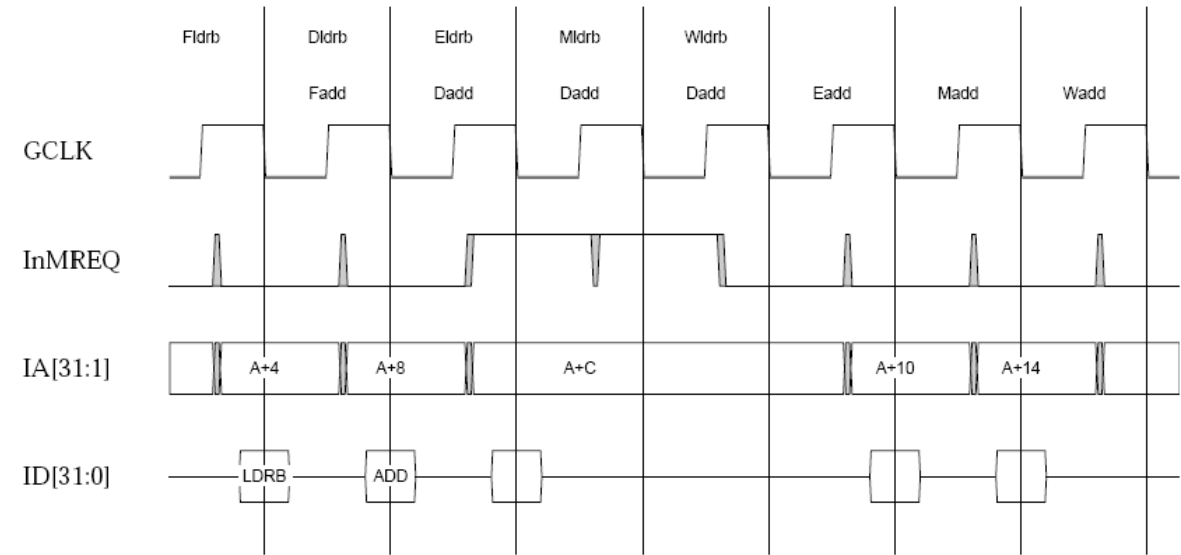 Fldrb Dldrb Eldrb Mldrb Wldrb
Fadd Dadd Dadd Dadd Eadd Madd Wadd
GCLK
InMREQ
IA[31:1] A+4 A+8 A+C A+10 A+14
ID[31:0] LDRB ADD